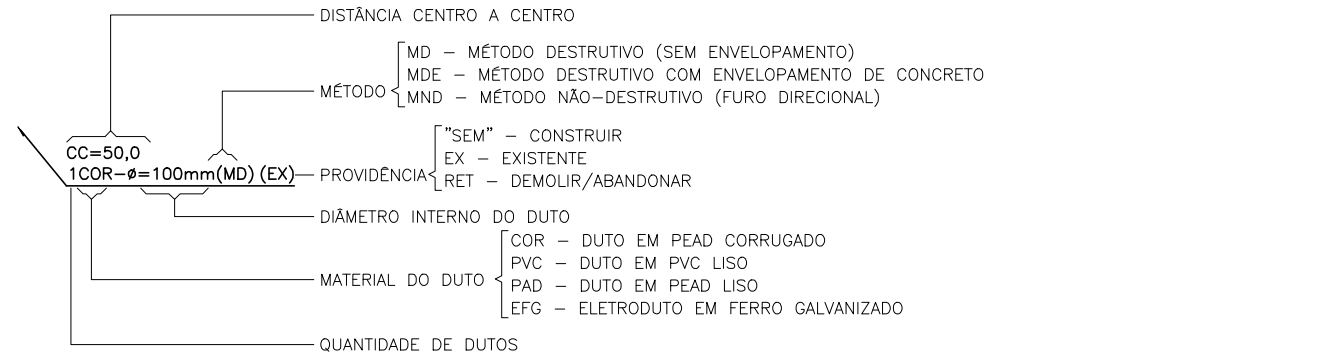 DISTÂNCIA CENTRO A CENTRO
MÉTODO
MD – MÉTODO DESTRUTIVO (SEM ENVELOPAMENTO)
MDE – MÉTODO DESTRUTIVO COM ENVELOPAMENTO DE CONCRETO
MND – MÉTODO NÃO–DESTRUTIVO (FURO DIRECIONAL)
CC=50,0
1COR–ø=100mm(MD) (EX)
PROVIDÊNCIA
"SEM" – CONSTRUIR
EX – EXISTENTE
RET – DEMOLIR/ABANDONAR
DIÂMETRO INTERNO DO DUTO
MATERIAL DO DUTO
COR – DUTO EM PEAD CORRUGADO
PVC – DUTO EM PVC LISO
PAD – DUTO EM PEAD LISO
EFG – ELETRODUTO EM FERRO GALVANIZADO
QUANTIDADE DE DUTOS